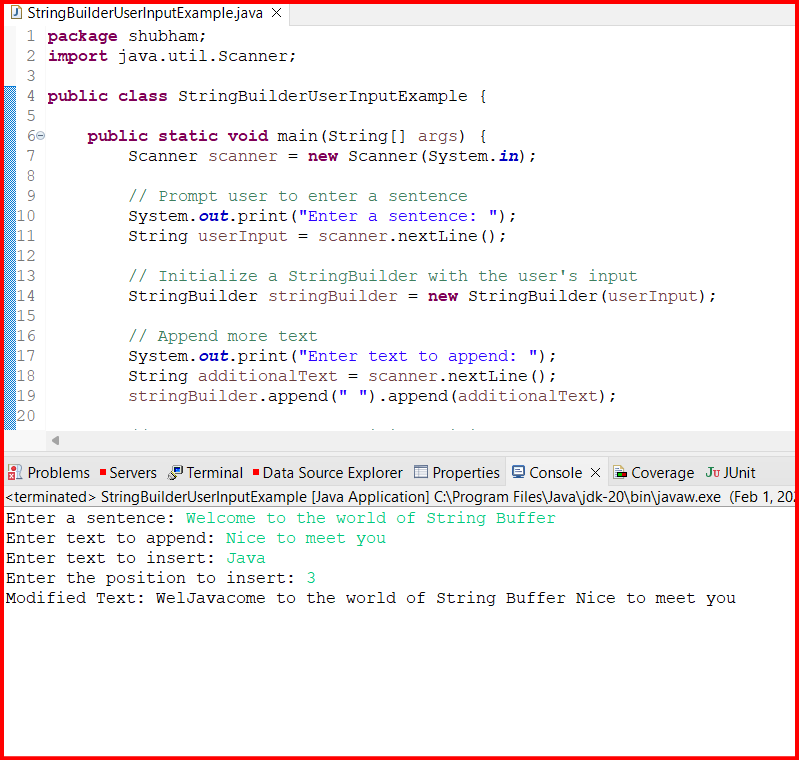 StringBuilderUserInputExample.java
1 package shubham;
2 import java.util.Scanner;
3
4 public class StringBuilderUserInputExample {
5
6 public static void main(String[] args) {
7 Scanner scanner = new Scanner(System.in);
8
9 // Prompt user to enter a sentence
10 System.out.print("Enter a sentence: ");
11 String userInput = scanner.nextLine();
12
13 // Initialize a StringBuilder with the user's input
14 StringBuilder stringBuilder = new StringBuilder(userInput);
15
16 // Append more text
17 System.out.print("Enter text to append: ");
18 String additionalText = scanner.nextLine();
19 stringBuilder.append(" ").append(additionalText);
20
Problems Servers Terminal Data Source Explorer Properties Console Coverage JUnit
<terminated> StringBuilderUserInputExample [Java Application] C:\Program Files\Java\jdk-20\bin\javaw.exe (Feb 1, 202
Enter a sentence: Welcome to the world of String Buffer
Enter text to append: Nice to meet you
Enter text to insert: Java
Enter the position to insert: 3
Modified Text: WelJavacome to the world of String Buffer Nice to meet you